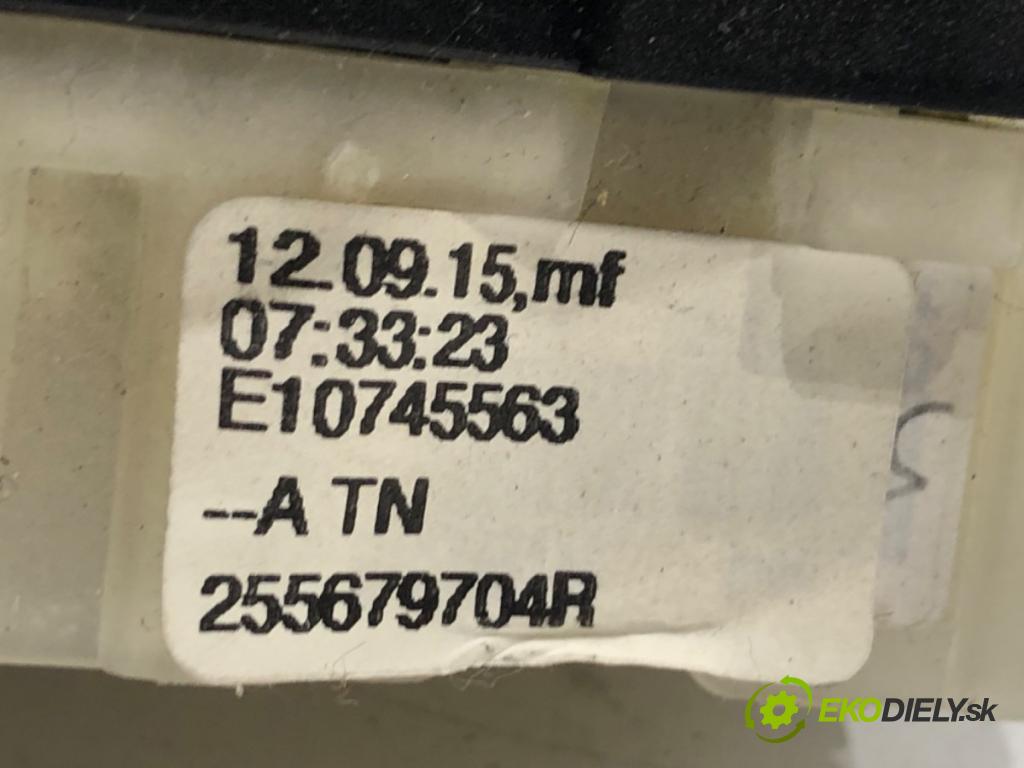 12.09.15,mf
07:33:23
E10745563
--A TN
255679704R
EKODIELY.sk